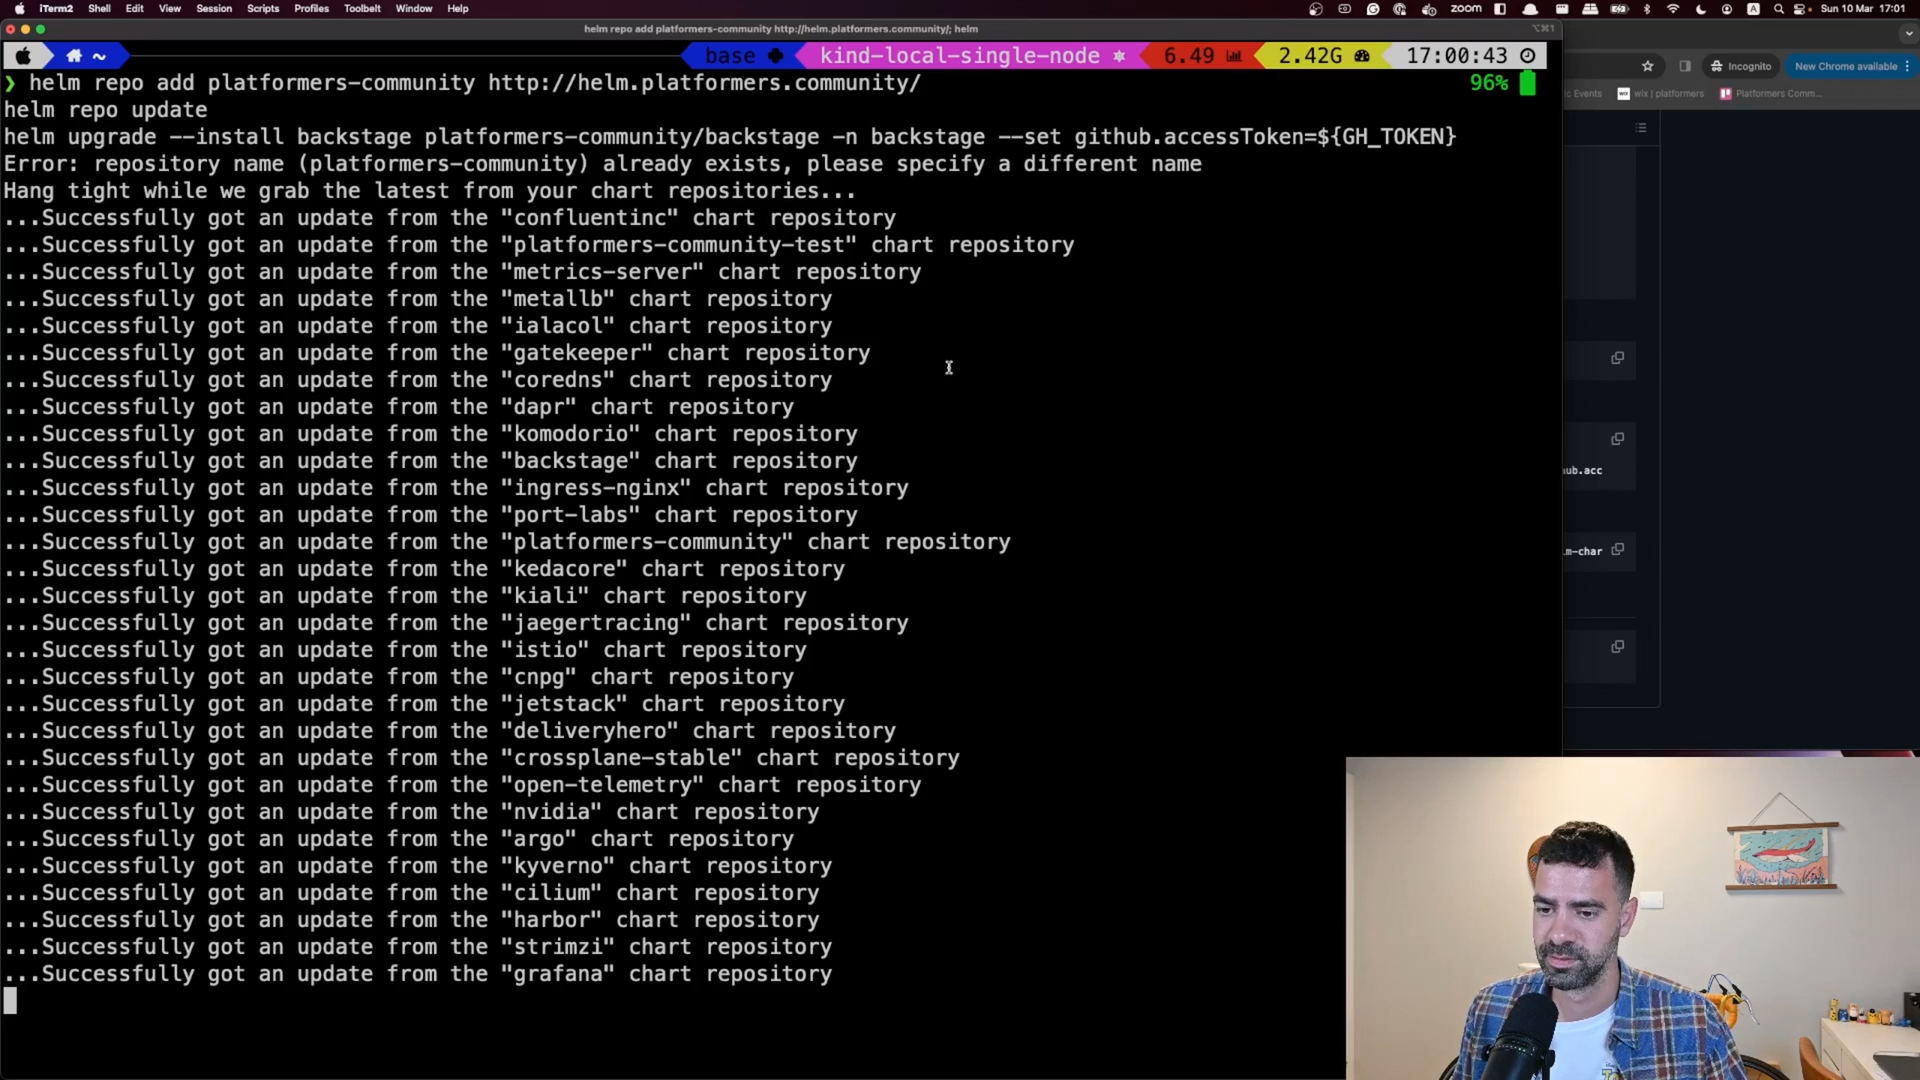 iTerm2 Shell Edit View Session Scripts Profiles Toolbelt Window Help
zoom
Sun 10 Mar 17:01
helm repo add platformers-community http://helm.platformers.community/; helm
⌥⌘1
~ base kind-local-single-node 6.49 2.42G 17:00:43
❯ helm repo add platformers-community http://helm.platformers.community/
96%
helm repo update
helm upgrade --install backstage platformers-community/backstage -n backstage --set github.accessToken=${GH_TOKEN}
Error: repository name (platformers-community) already exists, please specify a different name
Hang tight while we grab the latest from your chart repositories...
...Successfully got an update from the "confluentinc" chart repository
...Successfully got an update from the "platformers-community-test" chart repository
...Successfully got an update from the "metrics-server" chart repository
...Successfully got an update from the "metallb" chart repository
...Successfully got an update from the "ialacol" chart repository
...Successfully got an update from the "gatekeeper" chart repository
...Successfully got an update from the "coredns" chart repository
...Successfully got an update from the "dapr" chart repository
...Successfully got an update from the "komodorio" chart repository
...Successfully got an update from the "backstage" chart repository
...Successfully got an update from the "ingress-nginx" chart repository
...Successfully got an update from the "port-labs" chart repository
...Successfully got an update from the "platformers-community" chart repository
...Successfully got an update from the "kedacore" chart repository
...Successfully got an update from the "kiali" chart repository
...Successfully got an update from the "jaegertracing" chart repository
...Successfully got an update from the "istio" chart repository
...Successfully got an update from the "cnpg" chart repository
...Successfully got an update from the "jetstack" chart repository
...Successfully got an update from the "deliveryhero" chart repository
...Successfully got an update from the "crossplane-stable" chart repository
...Successfully got an update from the "open-telemetry" chart repository
...Successfully got an update from the "nvidia" chart repository
...Successfully got an update from the "argo" chart repository
...Successfully got an update from the "kyverno" chart repository
...Successfully got an update from the "cilium" chart repository
...Successfully got an update from the "harbor" chart repository
...Successfully got an update from the "strimzi" chart repository
...Successfully got an update from the "grafana" chart repository
Incognito
New Chrome available
ic Events
wix | platformers
Platformers Comm...
ub.acc
m-char